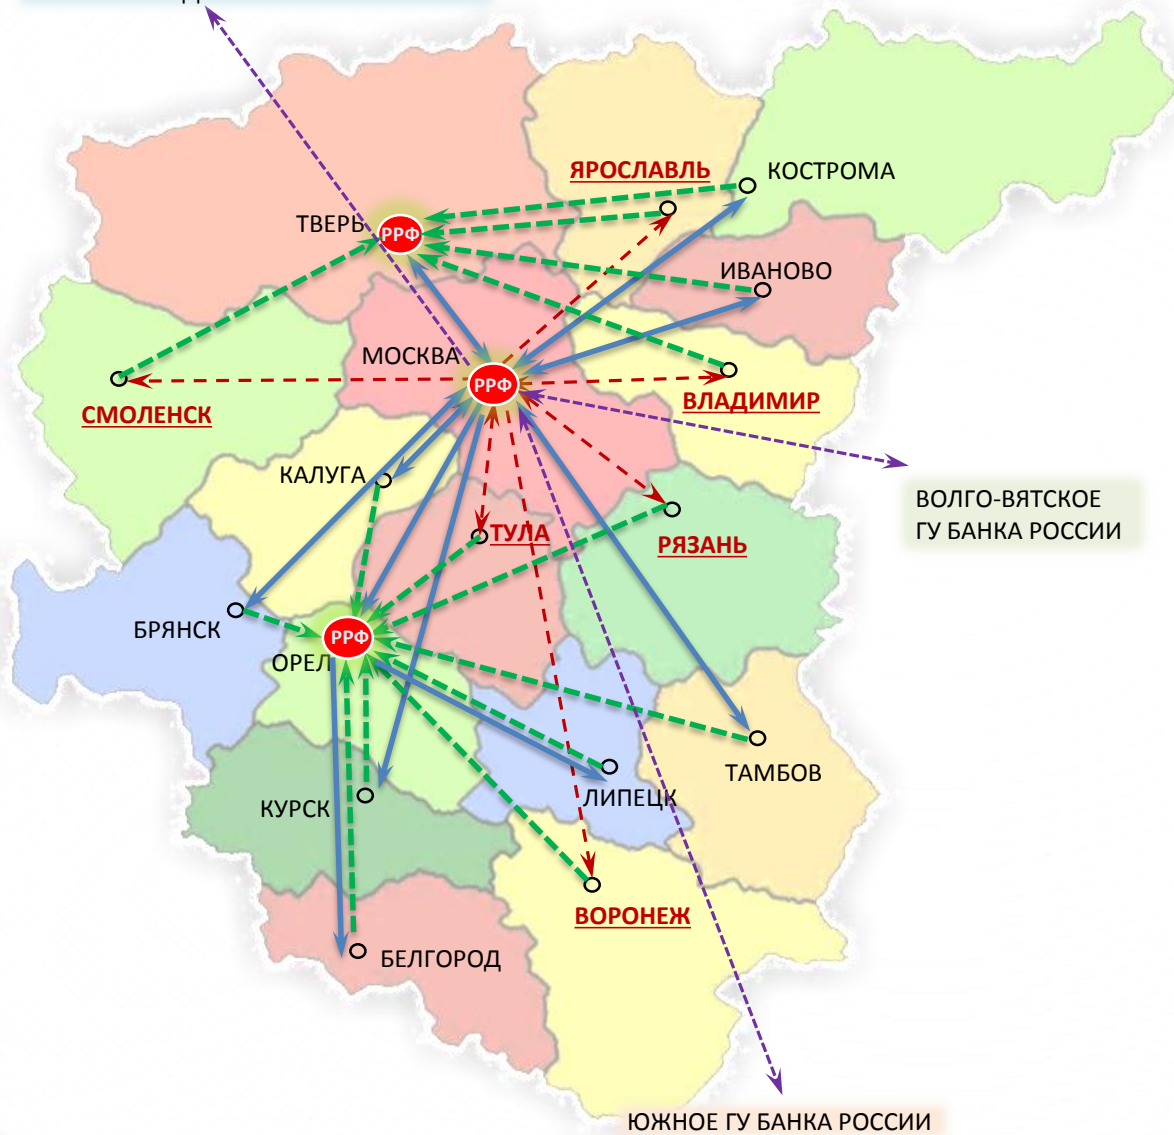 ЯРОСЛАВЛЬ
КОСТРОМА
ТВЕРЬ
РРФ
ИВАНОВО
МОСКВА
РРФ
СМОЛЕНСК
ВЛАДИМИР
КАЛУГА
ВОЛГО-ВЯТСКОЕ
ГУ БАНКА РОССИИ
ТУЛА
РЯЗАНЬ
БРЯНСК
РРФ
ОРЕЛ
ТАМБОВ
ЛИПЕЦК
КУРСК
ВОРОНЕЖ
БЕЛГОРОД
ЮЖНОЕ ГУ БАНКА РОССИИ